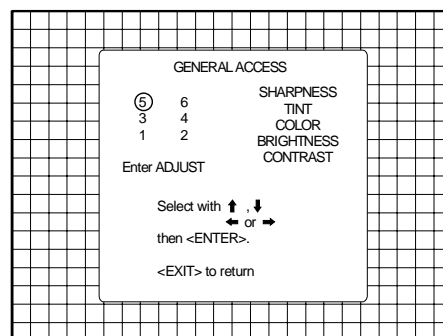 GENERAL ACCESS
5 6
3 4
1 2
SHARPNESS
TINT
COLOR
BRIGHTNESS
CONTRAST
Enter ADJUST
Select with ⬆ , ⬇
⬅ or ➡
then <ENTER>.
<EXIT> to return